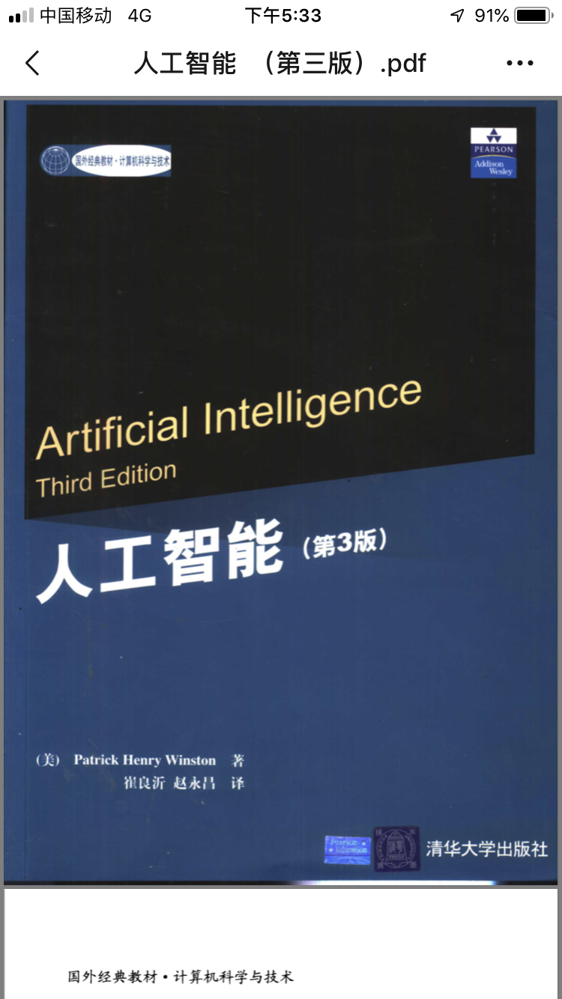 中国移动 4G 下午5:33 91%
人工智能 （第三版）.pdf
国外经典教材·计算机科学与技术
PEARSON
Addison
Wesley
Artificial Intelligence
Third Edition
人工智能（第3版）
（美） Patrick Henry Winston 著
崔良沂 赵永昌 译
Pearson
Education
清华大学出版社
国外经典教材·计算机科学与技术